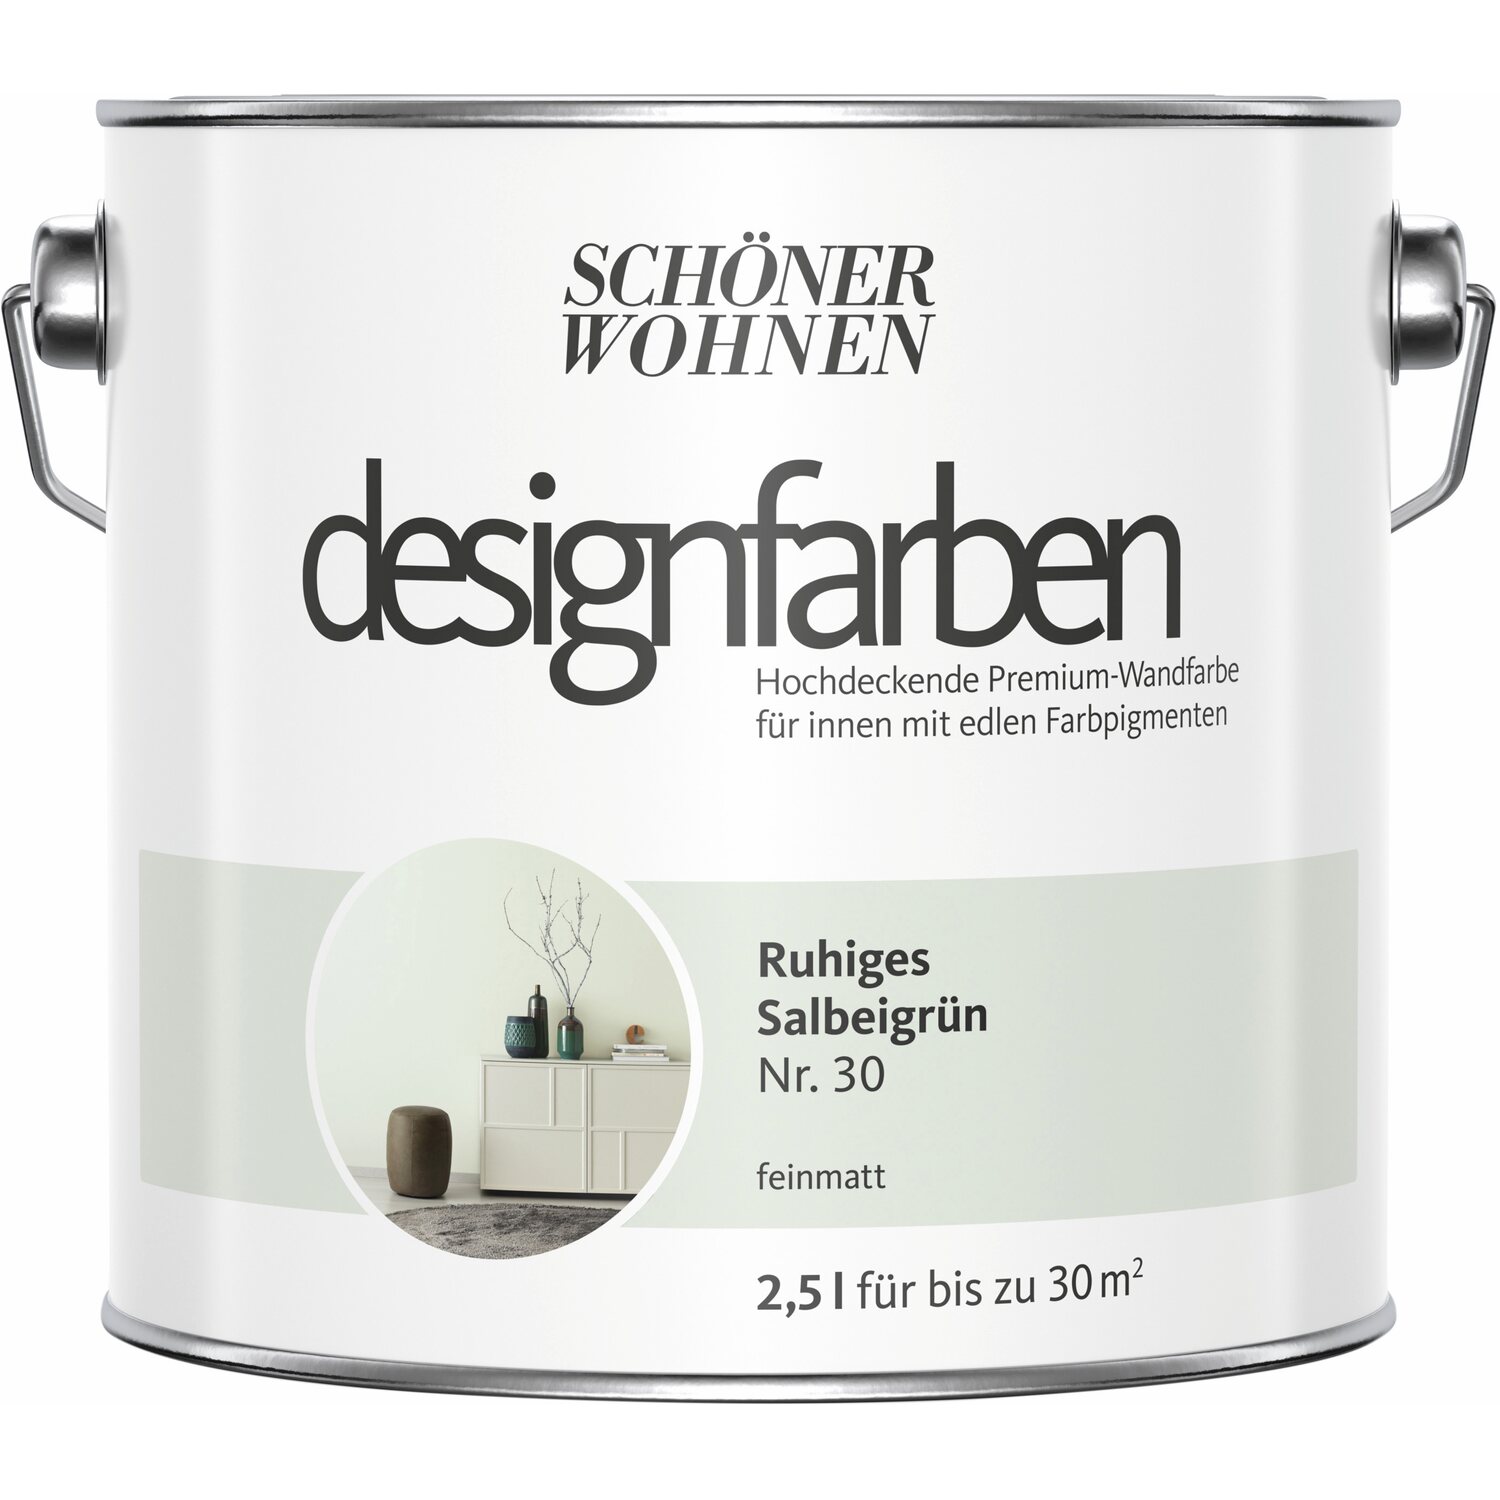 SCHÖNER
WOHNEN
designfarben
Hochdeckende Premium-Wandfarbe
für innen mit edlen Farbpigmenten
Ruhiges
Salbeigrün
Nr. 30
feinmatt
2,5 l für bis zu 30 m²